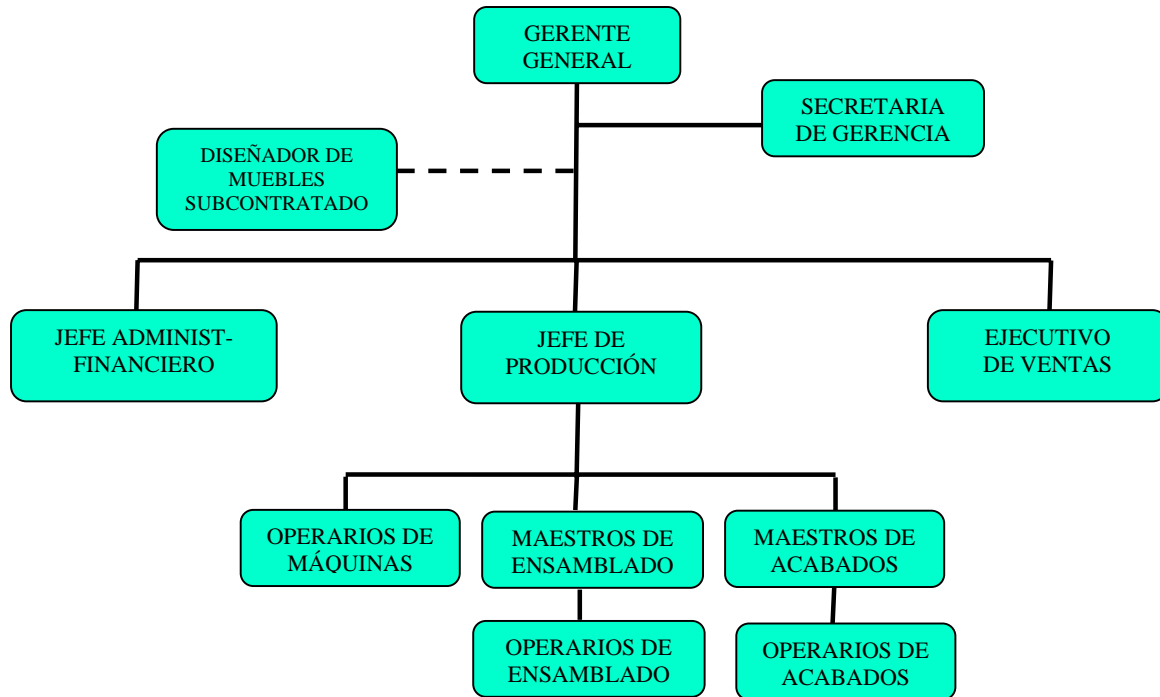 GERENTE
GENERAL
SECRETARIA
DE GERENCIA
DISEÑADOR DE
MUEBLES
SUBCONTRATADO
JEFE ADMINIST-
FINANCIERO
JEFE DE
PRODUCCIÓN
EJECUTIVO
DE VENTAS
OPERARIOS DE
MÁQUINAS
MAESTROS DE
ENSAMBLADO
MAESTROS DE
ACABADOS
OPERARIOS DE
ENSAMBLADO
OPERARIOS DE
ACABADOS